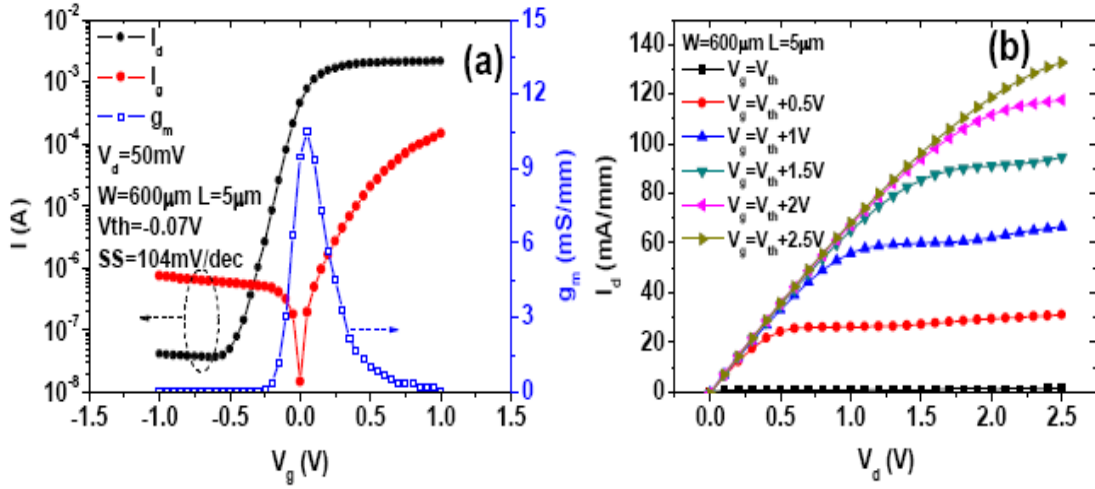 (a)
I_d
I_g
g_m
V_d=50mV
W=600μm L=5μm
Vth=-0.07V
SS=104mV/dec
I (A)
10^-2
10^-3
10^-4
10^-5
10^-6
10^-7
10^-8
15
12
9
6
3
0
g_m (mS/mm)
-1.5 -1.0 -0.5 0.0 0.5 1.0 1.5
V_g (V)
(b)
W=600μm L=5μm
V_g=V_th
V_g=V_th+0.5V
V_g=V_th+1V
V_g=V_th+1.5V
V_g=V_th+2V
V_g=V_th+2.5V
I_d (mA/mm)
140
120
100
80
60
40
20
0
0.0 0.5 1.0 1.5 2.0 2.5
V_d (V)